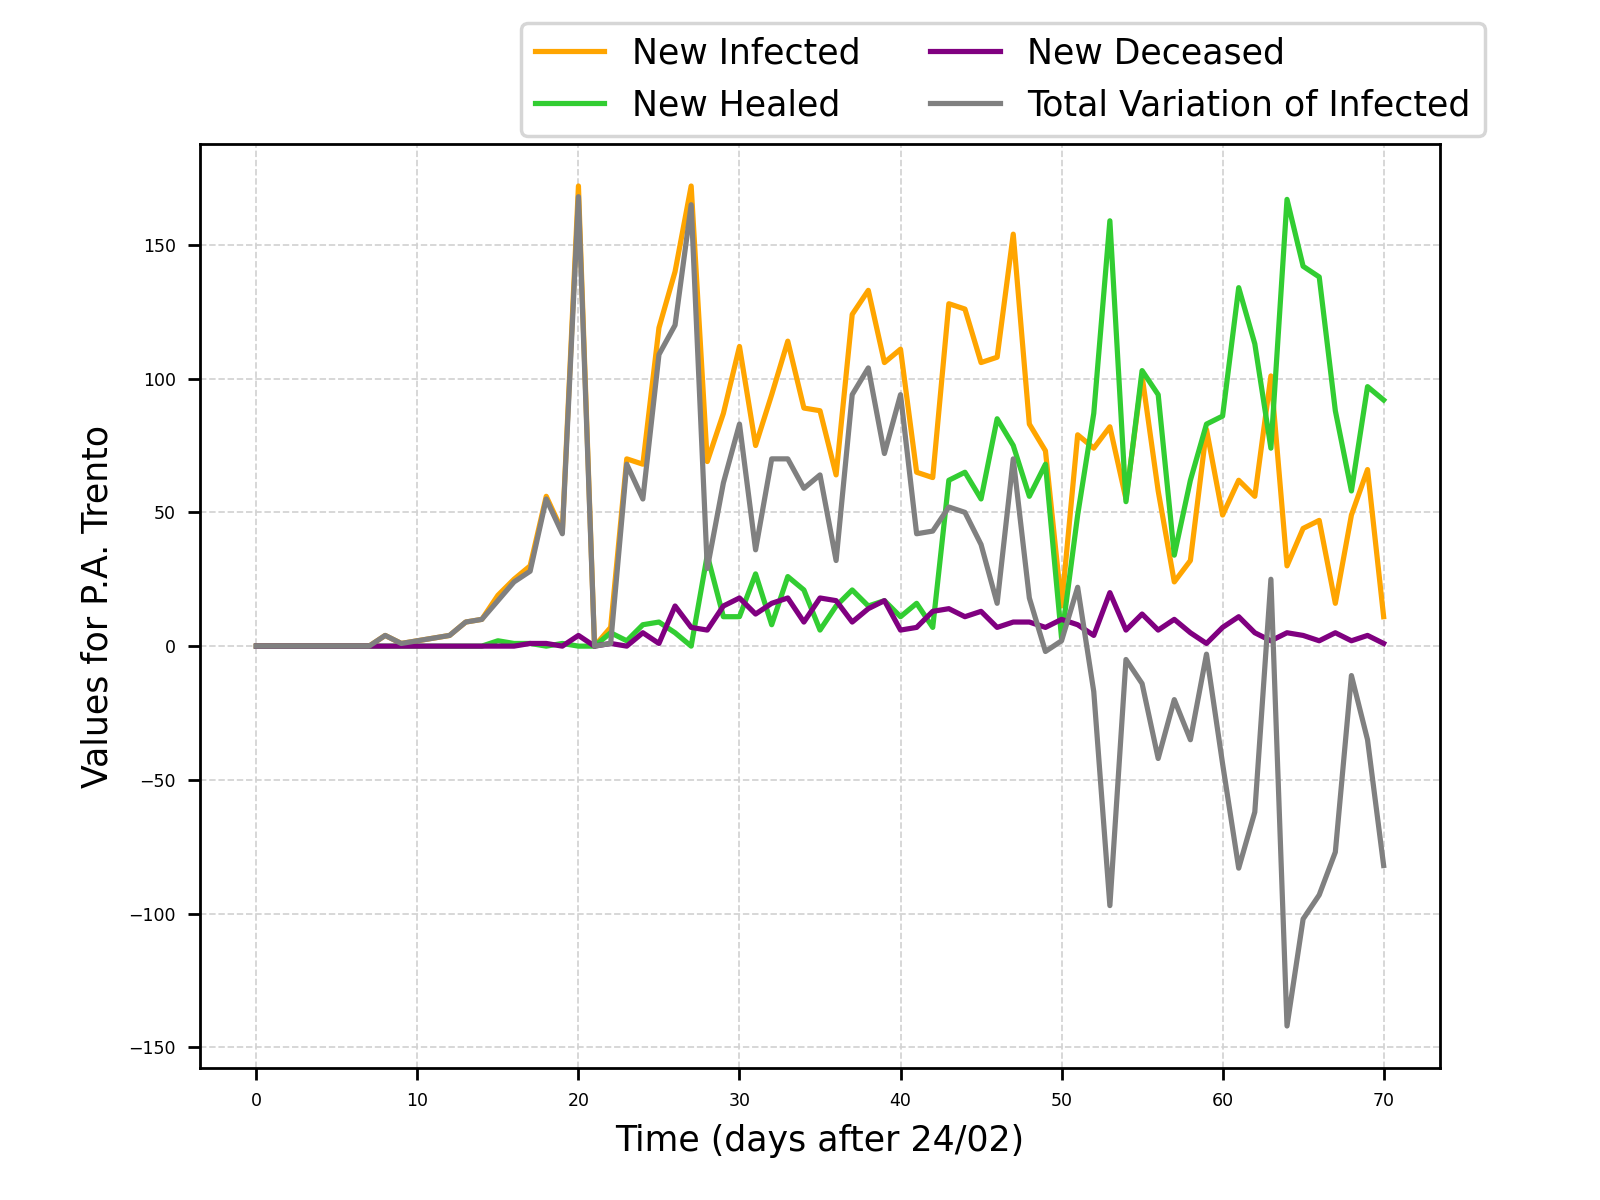 New Infected
New Healed
New Deceased
Total Variation of Infected
Values for P.A. Trento
150
100
50
0
−50
−100
−150
0 10 20 30 40 50 60 70
Time (days after 24/02)